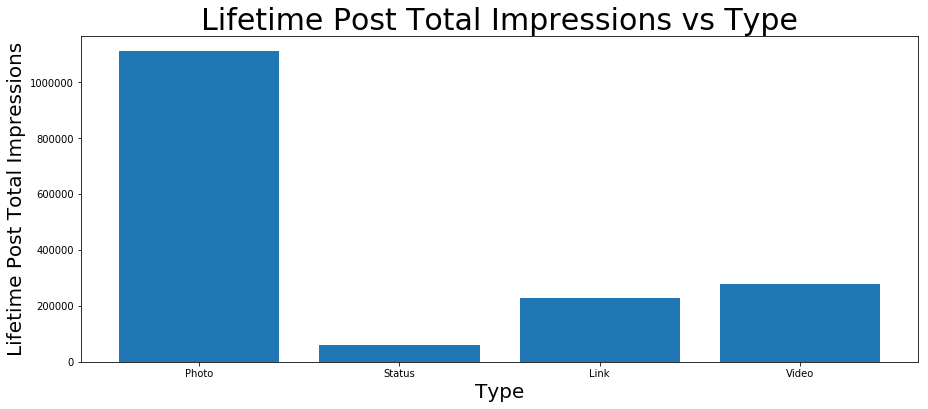 Lifetime Post Total Impressions vs Type
Lifetime Post Total Impressions
1000000
800000
600000
400000
200000
0
Photo
Status
Link
Video
Type